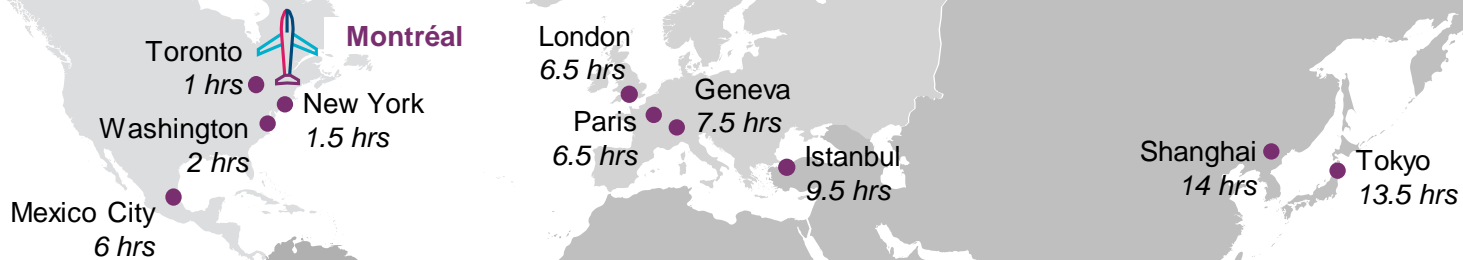 Montréal
Toronto
1 hrs
New York
1.5 hrs
Washington
2 hrs
Mexico City
6 hrs
London
6.5 hrs
Paris
6.5 hrs
Geneva
7.5 hrs
Istanbul
9.5 hrs
Shanghai
14 hrs
Tokyo
13.5 hrs